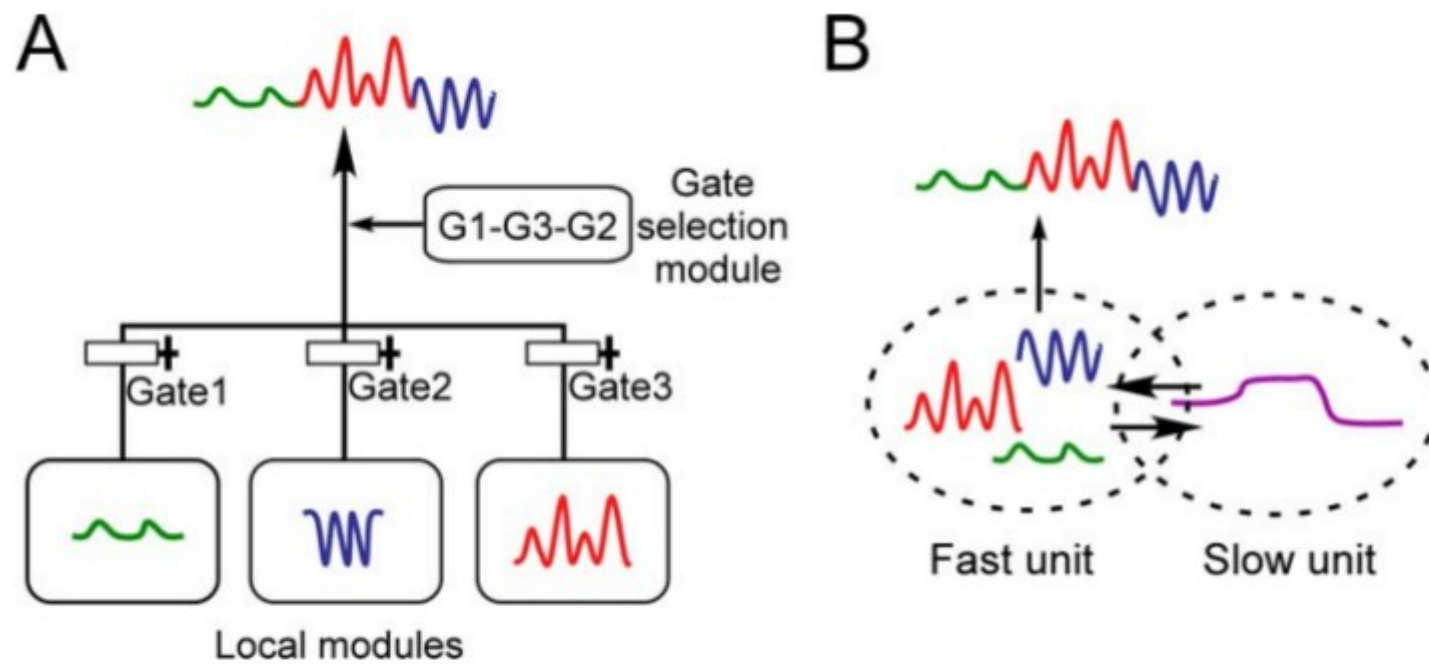 A
B
G1-G3-G2
Gate
selection
module
Gate1
Gate2
Gate3
Local modules
Fast unit
Slow unit